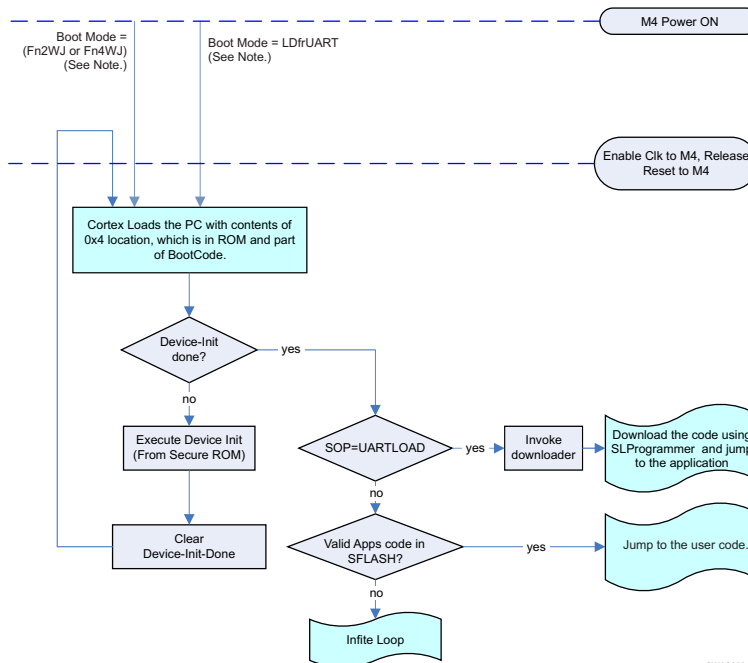 M4 Power ON
Boot Mode =
(Fn2WJ or Fn4WJ)
(See Note.)
Boot Mode = LDfrUART
(See Note.)
Enable Clk to M4, Release
Reset to M4
Cortex Loads the PC with contents of
0x4 location, which is in ROM and part
of BootCode.
Device-Init
done?
yes
no
Execute Device Init
(From Secure ROM)
SOP=UARTLOAD
yes
Invoke
downloader
Download the code using
SLProgrammer and jump
to the application
no
Clear
Device-Init-Done
Valid Apps code in
SFLASH?
yes
Jump to the user code.
no
Infite Loop